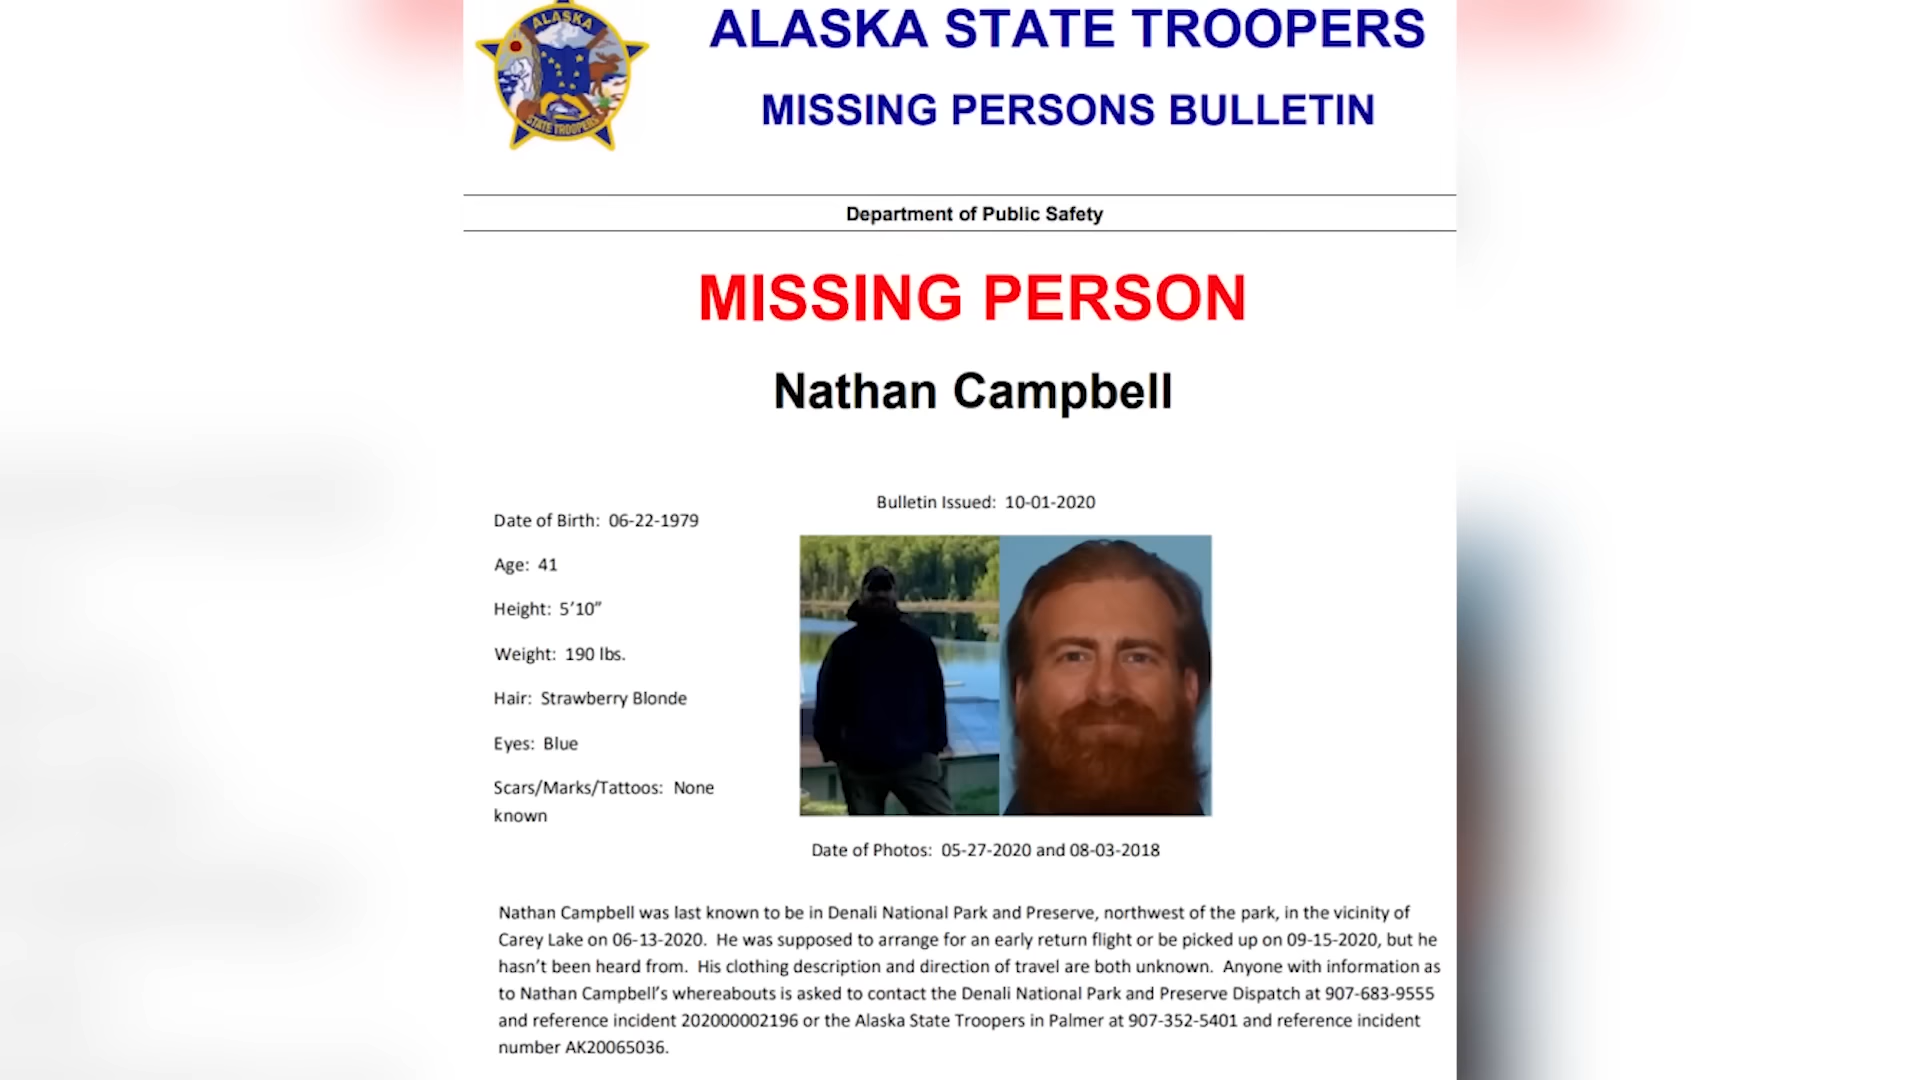 ALASKA
STATE TROOPERS
ALASKA STATE TROOPERS
MISSING PERSONS BULLETIN
Department of Public Safety
MISSING PERSON
Nathan Campbell
Bulletin Issued: 10-01-2020
Date of Birth: 06-22-1979
Age: 41
Height: 5’10”
Weight: 190 lbs.
Hair: Strawberry Blonde
Eyes: Blue
Scars/Marks/Tattoos: None
known
Date of Photos: 05-27-2020 and 08-03-2018
Nathan Campbell was last known to be in Denali National Park and Preserve, northwest of the park, in the vicinity of
Carey Lake on 06-13-2020. He was supposed to arrange for an early return flight or be picked up on 09-15-2020, but he
hasn’t been heard from. His clothing description and direction of travel are both unknown. Anyone with information as
to Nathan Campbell’s whereabouts is asked to contact the Denali National Park and Preserve Dispatch at 907-683-9555
and reference incident 202000002196 or the Alaska State Troopers in Palmer at 907-352-5401 and reference incident
number AK20065036.